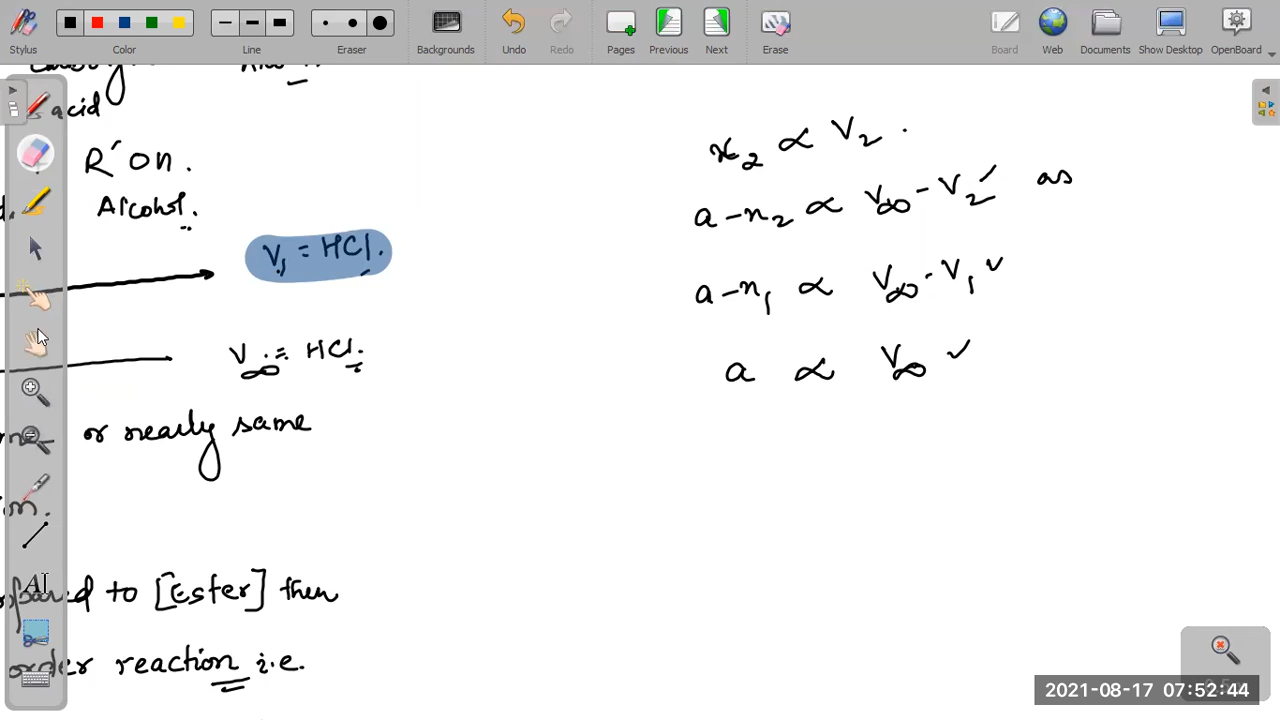 Stylus Color Line Eraser Backgrounds Undo Redo Pages Previous Next Erase Board Web Documents Show Desktop OpenBoard
acid
R'OH.
Alcohol.
V₁ = HCl.
V∞ = HCl.
or nearly same
to [Ester] then
order reaction i.e.
x₂ ∝ V₂.
a-x₂ ∝ V∞ - V₂ ✓ as
a-x₁ ∝ V∞ - V₁ ✓
a ∝ V∞ ✓
2021-08-17 07:52:44